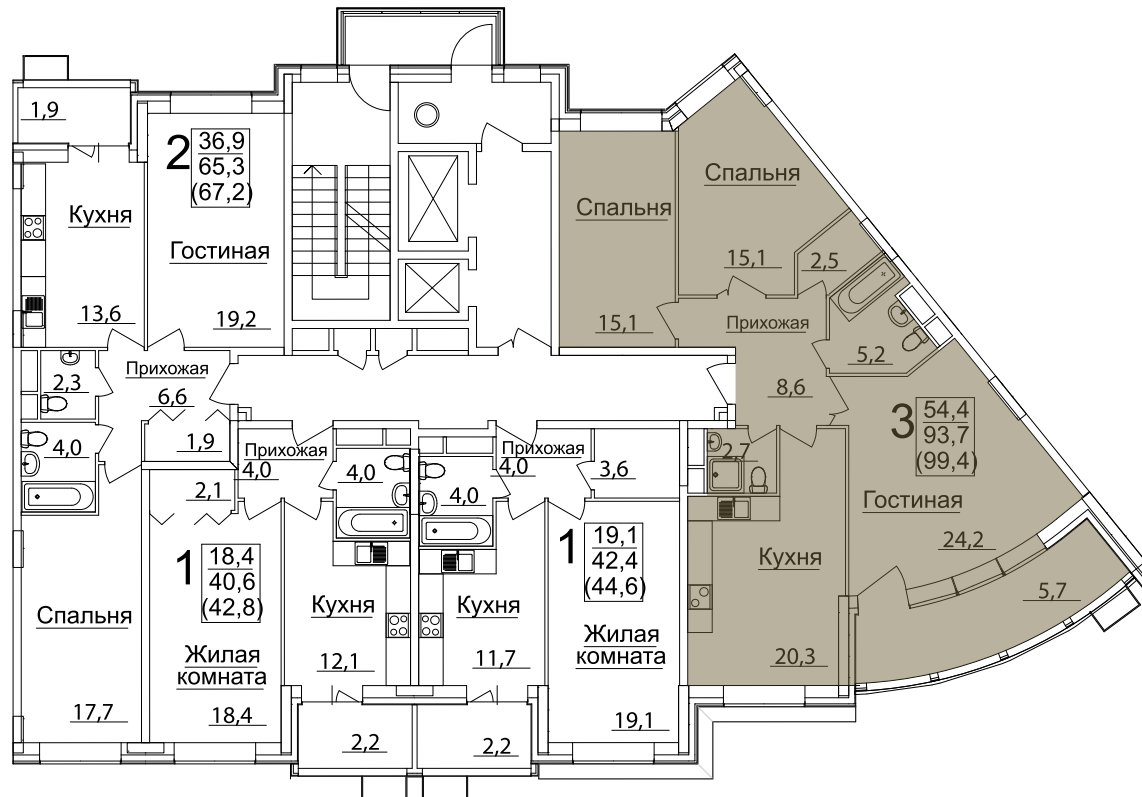 1,9
2
36,9
65,3
(67,2)
Кухня
Гостиная
13,6
19,2
Спальня
Спальня
15,1
15,1
2,5
Прихожая
5,2
8,6
2,3
Прихожая
6,6
4,0
1,9
Прихожая
4,0
4,0
Прихожая
4,0
4,0
3,6
2,7
3
54,4
93,7
(99,4)
Гостиная
24,2
2,1
1
18,4
40,6
(42,8)
Кухня
12,1
Кухня
11,7
1
19,1
42,4
(44,6)
Кухня
20,3
5,7
Спальня
17,7
Жилая
комната
18,4
Жилая
комната
19,1
2,2
2,2